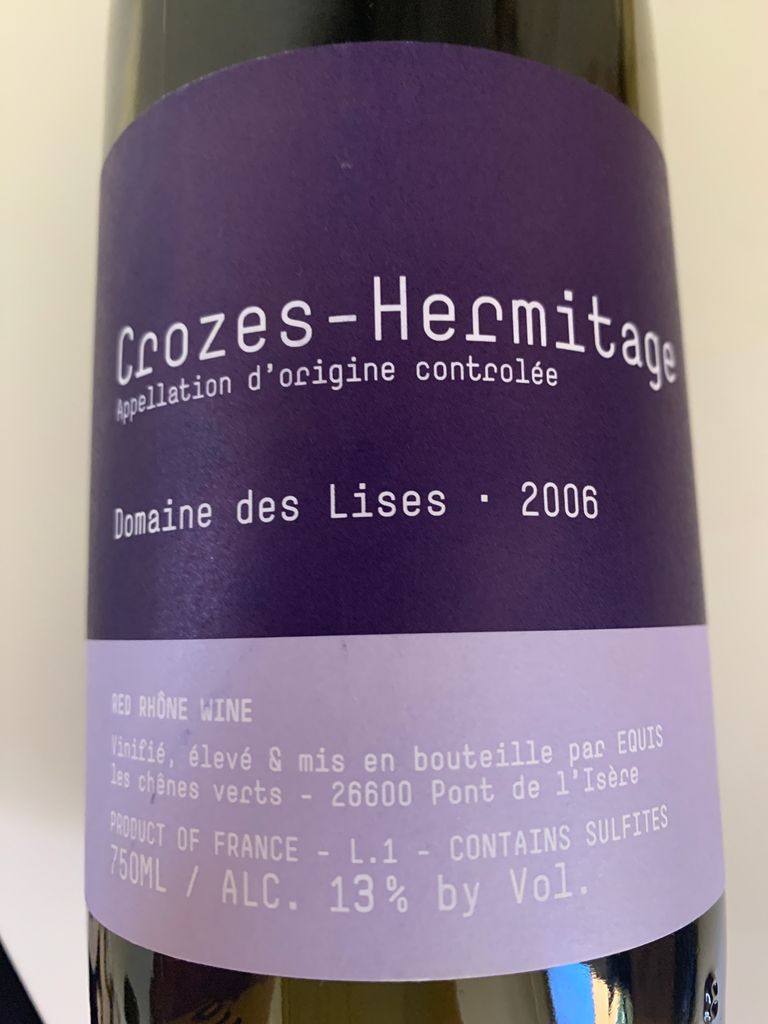 Crozes-Hermitage
Appellation d'origine controlée
Domaine des Lises · 2006
RED RHÔNE WINE
Vinifié, élevé & mis en bouteille par EQUIS
les chênes verts - 26600 Pont de l'Isère
PRODUCT OF FRANCE - L.1 - CONTAINS SULFITES
750ML / ALC. 13% by Vol.